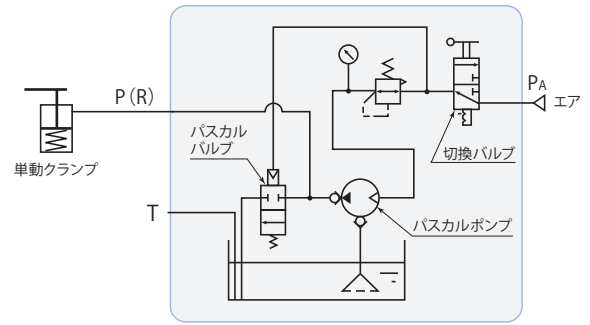 P(R)
パスカル
バルブ
単動クランプ
T
PA
エア
切換バルブ
パスカルポンプ